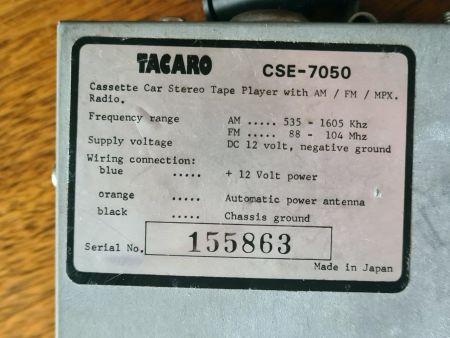 TACARO CSE-7050
Cassette Car Stereo Tape Player with AM / FM / MPX.
Radio.
Frequency range AM ..... 535 - 1605 Khz
FM ..... 88 - 104 Mhz
Supply voltage DC 12 volt, negative ground
Wiring connection:
blue ..... + 12 Volt power
orange ..... Automatic power antenna
black ..... Chassis ground
Serial No. 155863
Made in Japan